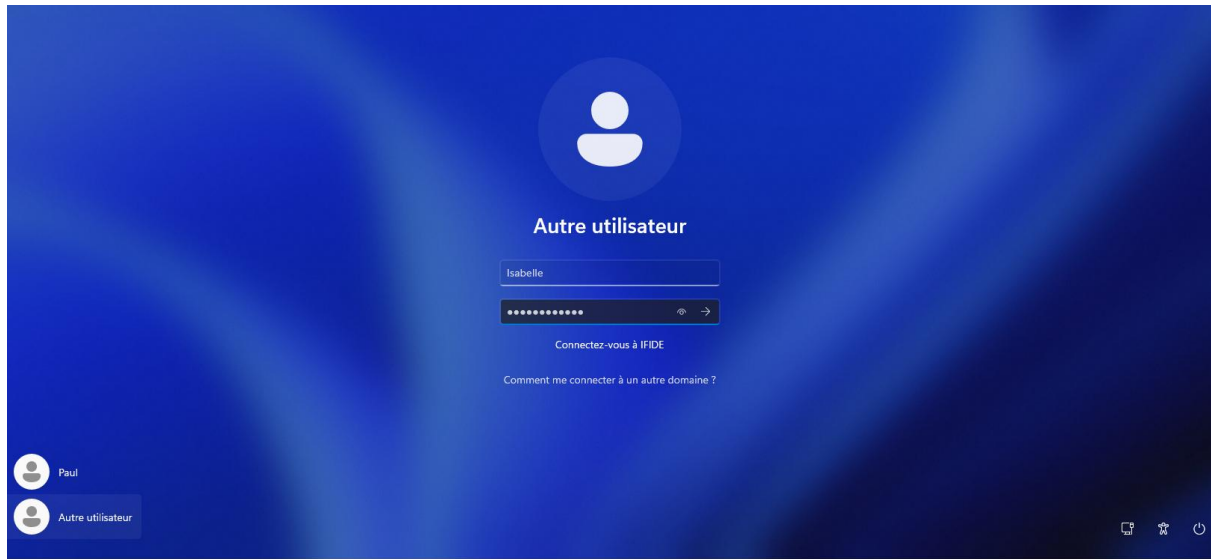 Autre utilisateur
Isabelle
••••••••••••
Connectez-vous à IFIDE
Comment me connecter à un autre domaine ?
Paul
Autre utilisateur